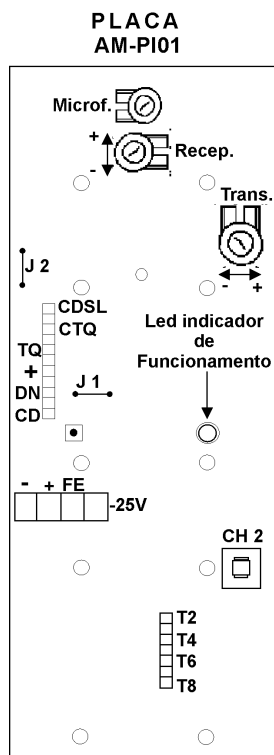 PLACA
AM-PI01
Microf.
+
Recep.
-
Trans.
- +
J 2
CDSL
CTQ
TQ
+
J 1
DN
CD
Led indicador
de
Funcionamento
- + FE
-25V
CH 2
T2
T4
T6
T8